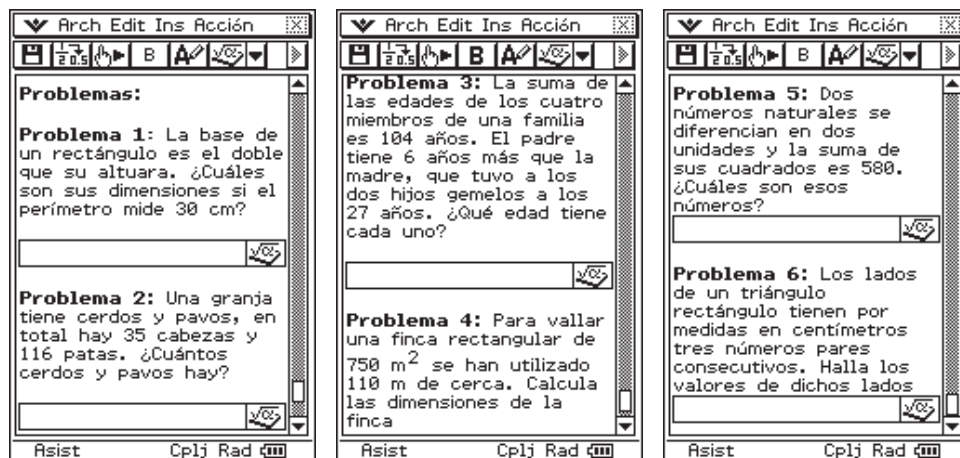 Arch Edit Ins Acción
B
Problemas:
Problema 1: La base de
un rectángulo es el doble
que su altuara. ¿Cuáles
son sus dimensiones si el
perímetro mide 30 cm?
Problema 2: Una granja
tiene cerdos y pavos, en
total hay 35 cabezas y
116 patas. ¿Cuántos
cerdos y pavos hay?
Asist Cplj Rad
Arch Edit Ins Acción
B
Problema 3: La suma de
las edades de los cuatro
miembros de una familia
es 104 años. El padre
tiene 6 años más que la
madre, que tuvo a los
dos hijos gemelos a los
27 años. ¿Qué edad tiene
cada uno?
Problema 4: Para vallar
una finca rectangular de
750 m² se han utilizado
110 m de cerca. Calcula
las dimensiones de la
finca
Asist Cplj Rad
Arch Edit Ins Acción
B
Problema 5: Dos
números naturales se
diferencian en dos
unidades y la suma de
sus cuadrados es 580.
¿Cuáles son esos
números?
Problema 6: Los lados
de un triángulo
rectángulo tienen por
medidas en centímetros
tres números pares
consecutivos. Halla los
valores de dichos lados
Asist Cplj Rad